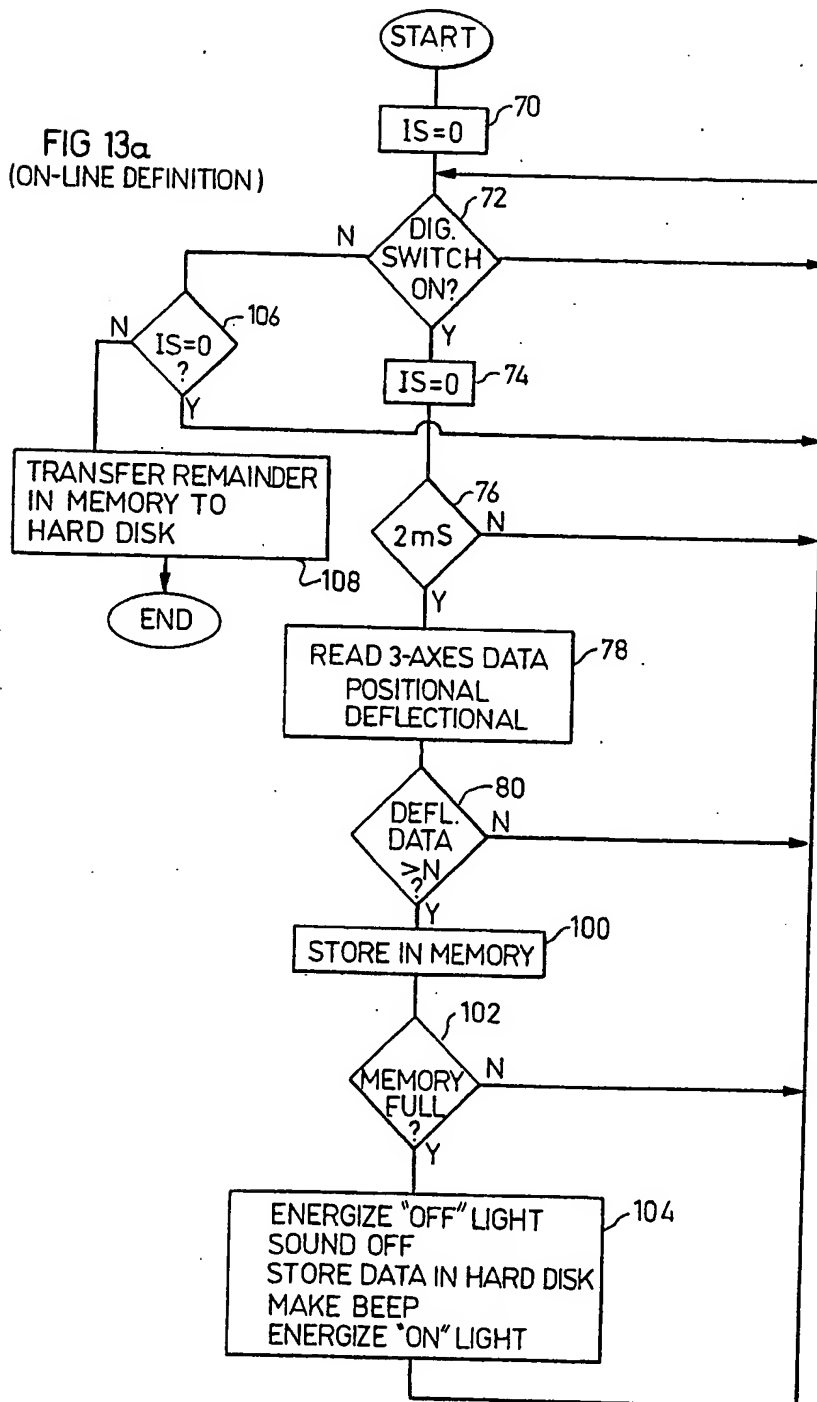 START
70
IS=0
FIG 13a
(ON-LINE DEFINITION)
72
DIG.
SWITCH
ON?
N
Y
106
N
IS=0
?
Y
IS=0
74
TRANSFER REMAINDER
IN MEMORY TO
HARD DISK
108
END
76
2mS
N
Y
READ 3-AXES DATA
POSITIONAL
DEFLECTIONAL
78
80
DEFL.
DATA
>N
?
N
Y
STORE IN MEMORY
100
102
MEMORY
FULL
?
N
Y
ENERGIZE "OFF" LIGHT
SOUND OFF
STORE DATA IN HARD DISK
MAKE BEEP
ENERGIZE "ON" LIGHT
104